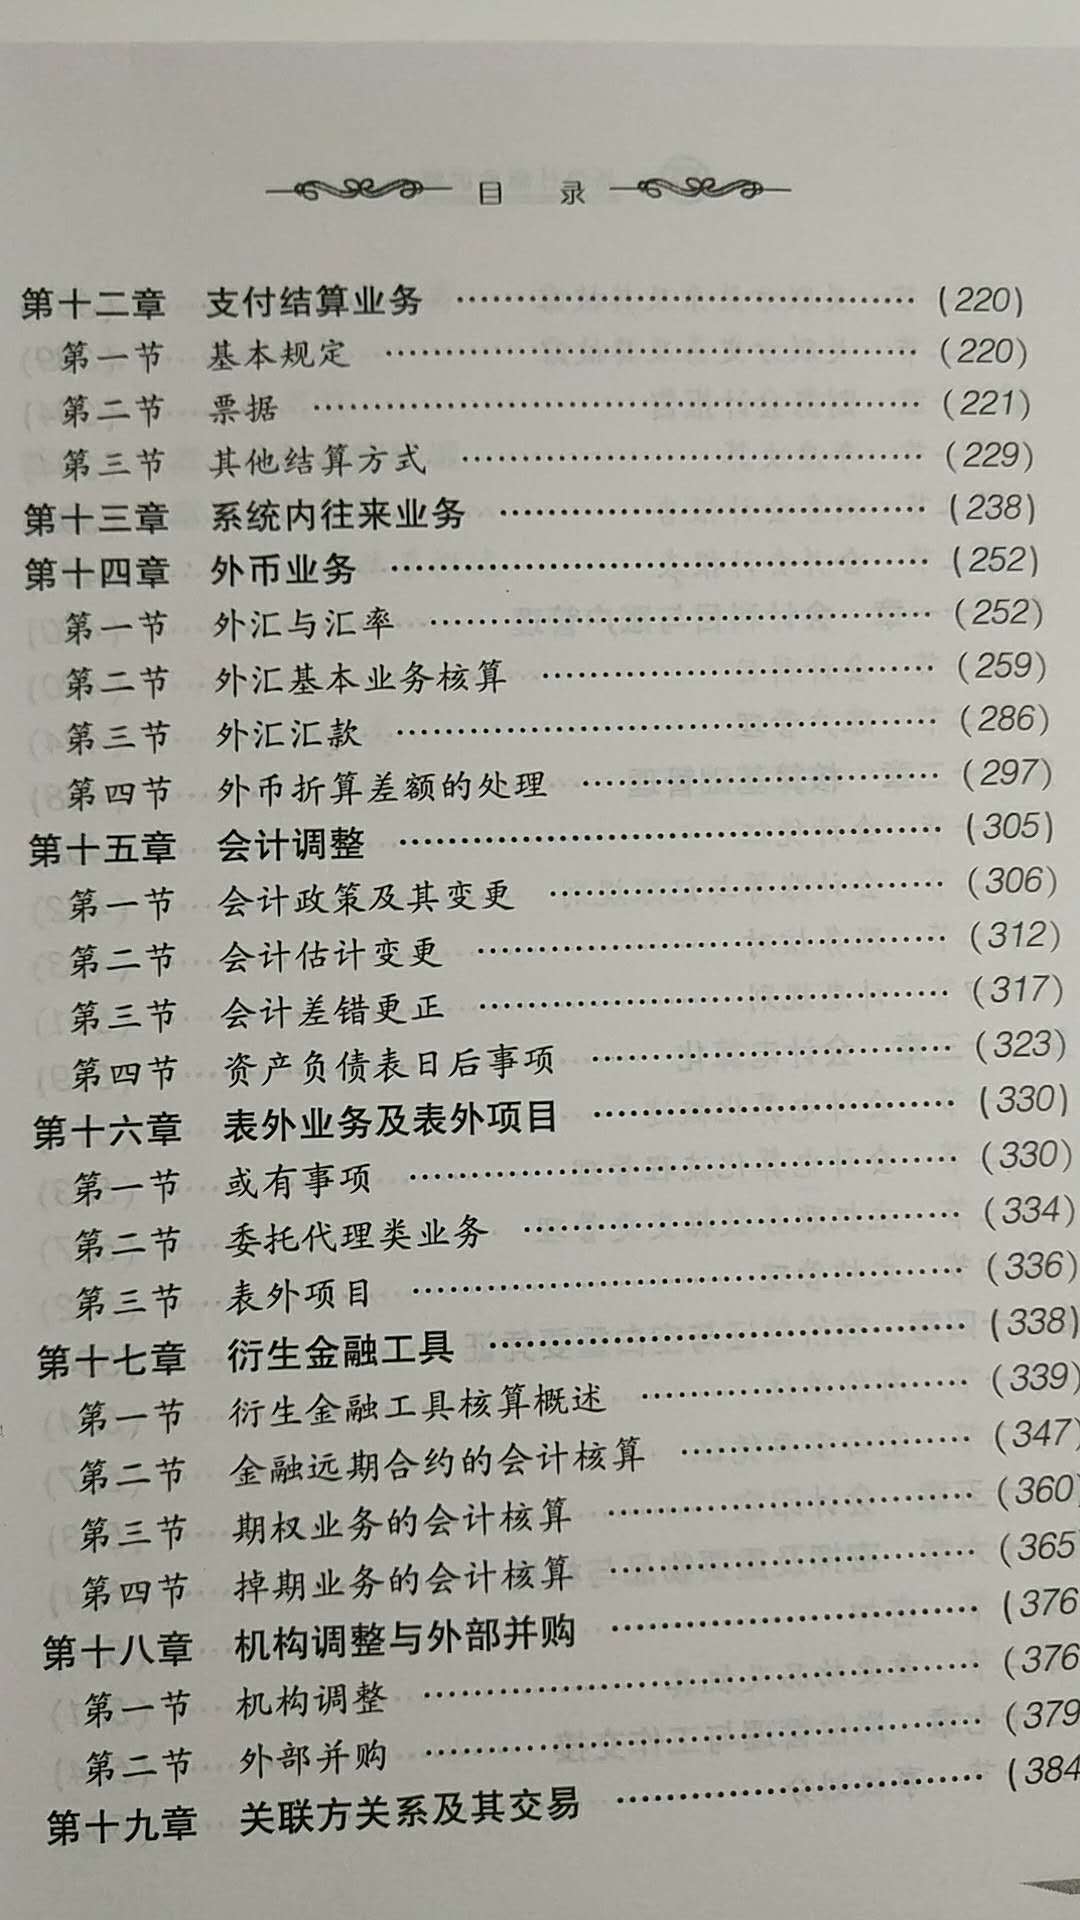 目 录
第十二章 支付结算业务 …………………………………… (220)
第一节 基本规定 ………………………………………… (220)
第二节 票据 ……………………………………………… (221)
第三节 其他结算方式 …………………………………… (229)
第十三章 系统内往来业务 ………………………………… (238)
第十四章 外币业务 ………………………………………… (252)
第一节 外汇与汇率 ……………………………………… (252)
第二节 外汇基本业务核算 ……………………………… (259)
第三节 外汇汇款 ………………………………………… (286)
第四节 外币折算差额的处理 …………………………… (297)
第十五章 会计调整 ………………………………………… (305)
第一节 会计政策及其变更 ……………………………… (306)
第二节 会计估计变更 …………………………………… (312)
第三节 会计差错更正 …………………………………… (317)
第四节 资产负债表日后事项 …………………………… (323)
第十六章 表外业务及表外项目 …………………………… (330)
第一节 或有事项 ………………………………………… (330)
第二节 委托代理类业务 ………………………………… (334)
第三节 表外项目 ………………………………………… (336)
第十七章 衍生金融工具 …………………………………… (338)
第一节 衍生金融工具核算概述 ………………………… (339)
第二节 金融远期合约的会计核算 ……………………… (347)
第三节 期权业务的会计核算 …………………………… (360)
第四节 掉期业务的会计核算 …………………………… (365
第十八章 机构调整与外部并购 …………………………… (376
第一节 机构调整 ………………………………………… (376
第二节 外部并购 ………………………………………… (379
第十九章 关联方关系及其交易 …………………………… (384